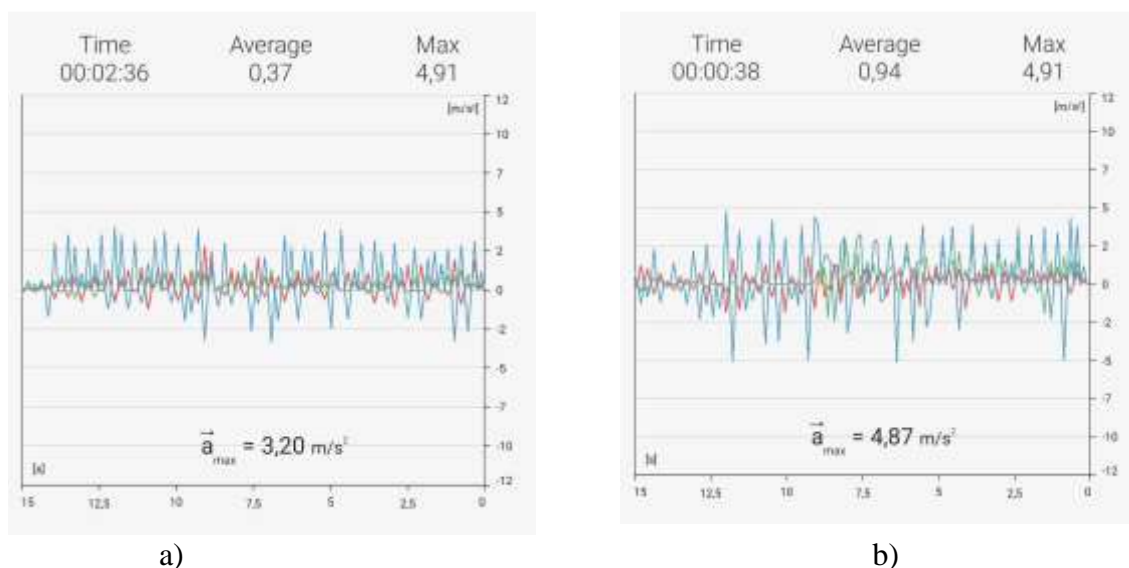 Time Average Max
00:02:36 0,37 4,91
[m/s²]
12
10
7
5
2
0
-2
-5
-7
-10
-12
a⃗max = 3,20 m/s²
[s]
15 12,5 10 7,5 5 2,5 0
a)
Time Average Max
00:00:38 0,94 4,91
[m/s²]
12
10
7
5
2
0
-2
-5
-7
-10
-12
a⃗max = 4,87 m/s²
[s]
15 12,5 10 7,5 5 2,5 0
b)